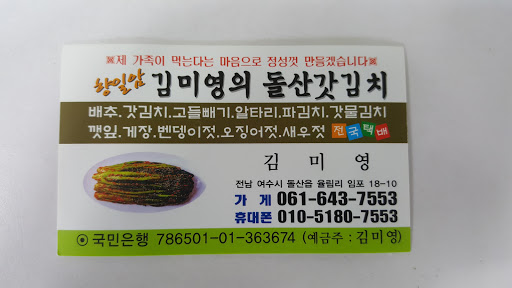 ※제 가족이 먹는다는 마음으로 정성껏 만들겠습니다※
향일암 김미영의 돌산갓김치
배추.갓김치.고들빼기.알타리.파김치.갓물김치
깻잎.게장.벤뎅이젓.오징어젓.새우젓 전국택배
김 미 영
전남 여수시 돌산읍 율림리 임포 18-10
가 게 061-643-7553
휴대폰 010-5180-7553
⊙국민은행 786501-01-363674 (예금주 : 김미영)